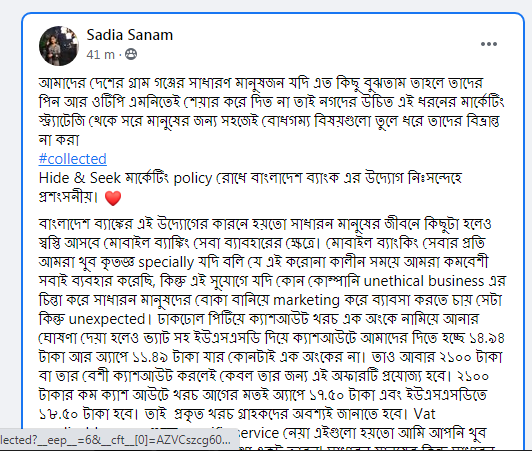 Sadia Sanam
41 m
আমাদের দেশের গ্রাম গঞ্জের সাধারণ মানুষজন যদি এত কিছু বুঝতাম তাহলে তাদের
পিন আর ওটিপি এমনিতেই শেয়ার করে দিত না তাই নগদের উচিত এই ধরনের মার্কেটিং
স্ট্র্যাটেজি থেকে সরে মানুষের জন্য সহজেই বোধগম্য বিষয়গুলো তুলে ধরে তাদের বিভ্রান্ত
না করা
#collected
Hide & Seek মার্কেটিং policy রোধে বাংলাদেশ ব্যাংক এর উদ্যোগ নিঃসন্দেহে
প্রশংসনীয়। ❤️
বাংলাদেশ ব্যাঙ্কের এই উদ্যোগের কারনে হয়তো সাধারন মানুষের জীবনে কিছুটা হলেও
স্বস্তি আসবে মোবাইল ব্যাঙ্কিং সেবা ব্যাবহারের ক্ষেত্রে। মোবাইল ব্যাংকিং সেবার প্রতি
আমরা খুব কৃতজ্ঞ specially যদি বলি যে এই করোনা কালীন সময়ে আমরা কমবেশী
সবাই ব্যবহার করেছি, কিন্তু এই সুযোগে যদি কোন কোম্পানি unethical business এর
চিন্তা করে সাধারন মানুষদের বোকা বানিয়ে marketing করে ব্যাবসা করতে চায় সেটা
কিন্তু unexpected। ঢাকঢোল পিটিয়ে ক্যাশআউট খরচ এক অংকে নামিয়ে আনার
ঘোষণা দেয়া হলেও ভ্যাট সহ ইউএসএসডি দিয়ে ক্যাশআউটে আমাদের দিতে হচ্ছে ১৪.৯৪
টাকা আর অ্যাপে ১১.৪৯ টাকা যার কোনটাই এক অংকের না। তাও আবার ২১০০ টাকা
বা তার বেশী ক্যাশআউট করলেই কেবল তার জন্য এই অফারটি প্রযোজ্য হবে। ২১০০
টাকার কম ক্যাশ আউটে খরচ আগের মতই অ্যাপে ১৭.৫০ টাকা এবং ইউএসএসডিতে
১৮.৫০ টাকা হবে। তাই প্রকৃত খরচ গ্রাহকদের অবশ্যই জানাতে হবে। Vat
service নেয়া এইগুলো হয়তো আমি আপনি খুব
lected?__eep__=6&__cft__[0]=AZVCszcg60...